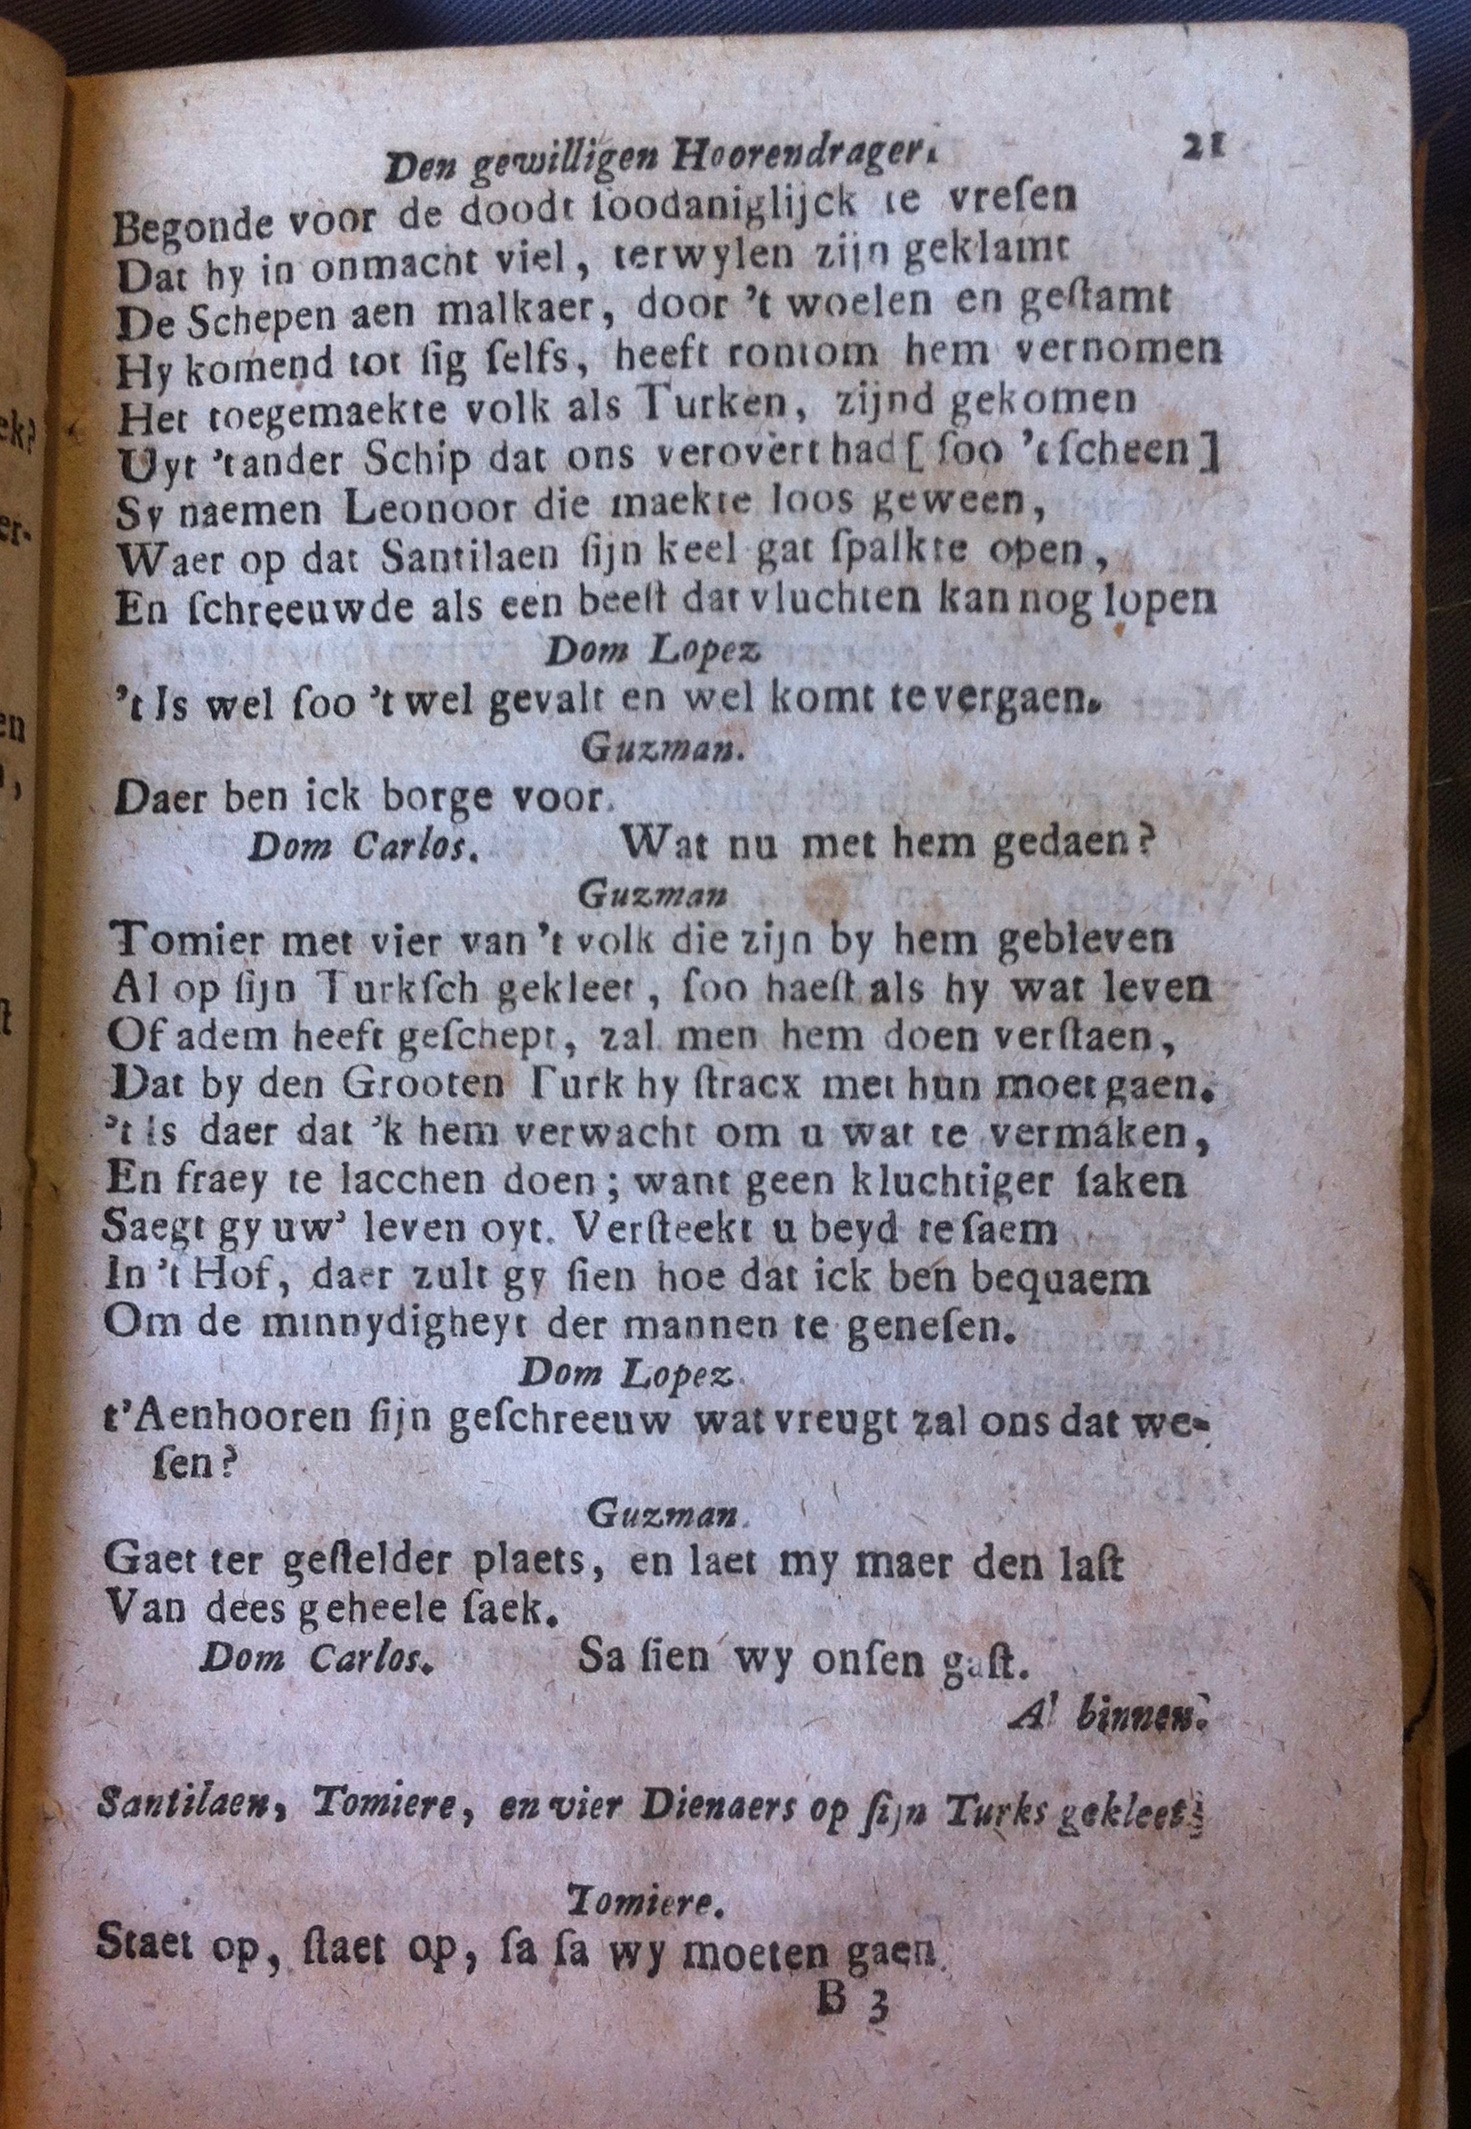 Den gewilligen Hoorendrager. 21
Begonde voor de doodt ſoodaniglijck te vreſen
Dat hy in onmacht viel, terwylen zijn geklamt
De Schepen aen malkaer, door 't woelen en geſtamt
Hy komend tot ſig ſelfs, heeft rontom hem vernomen
Het toegemaekte volk als Turken, zijnd gekomen
Uyt 't ander Schip dat ons verovert had [ ſoo 't ſcheen ]
Sy naemen Leonoor die maekte loos geween,
Waer op dat Santilaen ſijn keel gat ſpalkte open,
En ſchreeuwde als een beeſt dat vluchten kan nog lopen
Dom Lopez
't Is wel ſoo 't wel gevalt en wel komt te vergaen.
Guzman.
Daer ben ick borge voor.
Dom Carlos. Wat nu met hem gedaen?
Guzman
Tomier met vier van 't volk die zijn by hem gebleven
Al op ſijn Turkſch gekleet, ſoo haeſt als hy wat leven
Of adem heeft geſchept, zal men hem doen verſtaen,
Dat by den Grooten Turk hy ſtracx met hun moet gaen.
't is daer dat 'k hem verwacht om u wat te vermaken,
En fraey te lacchen doen; want geen kluchtiger ſaken
Saegt gy uw' leven oyt. Verſteekt u beyd te ſaem
In 't Hof, daer zult gy ſien hoe dat ick ben bequaem
Om de minnydigheyt der mannen te geneſen.
Dom Lopez.
t'Aenhooren ſijn geſchreeuw wat vreugt zal ons dat we-
ſen?
Guzman.
Gaet ter geſtelder plaets, en laet my maer den laſt
Van dees geheele ſaek.
Dom Carlos. Sa ſien wy onſen gaſt.
Al binnen.
Santilaen, Tomiere, en vier Dienaers op ſijn Turks gekleet.
Tomiere.
Staet op, ſtaet op, ſa ſa wy moeten gaen.
B 3